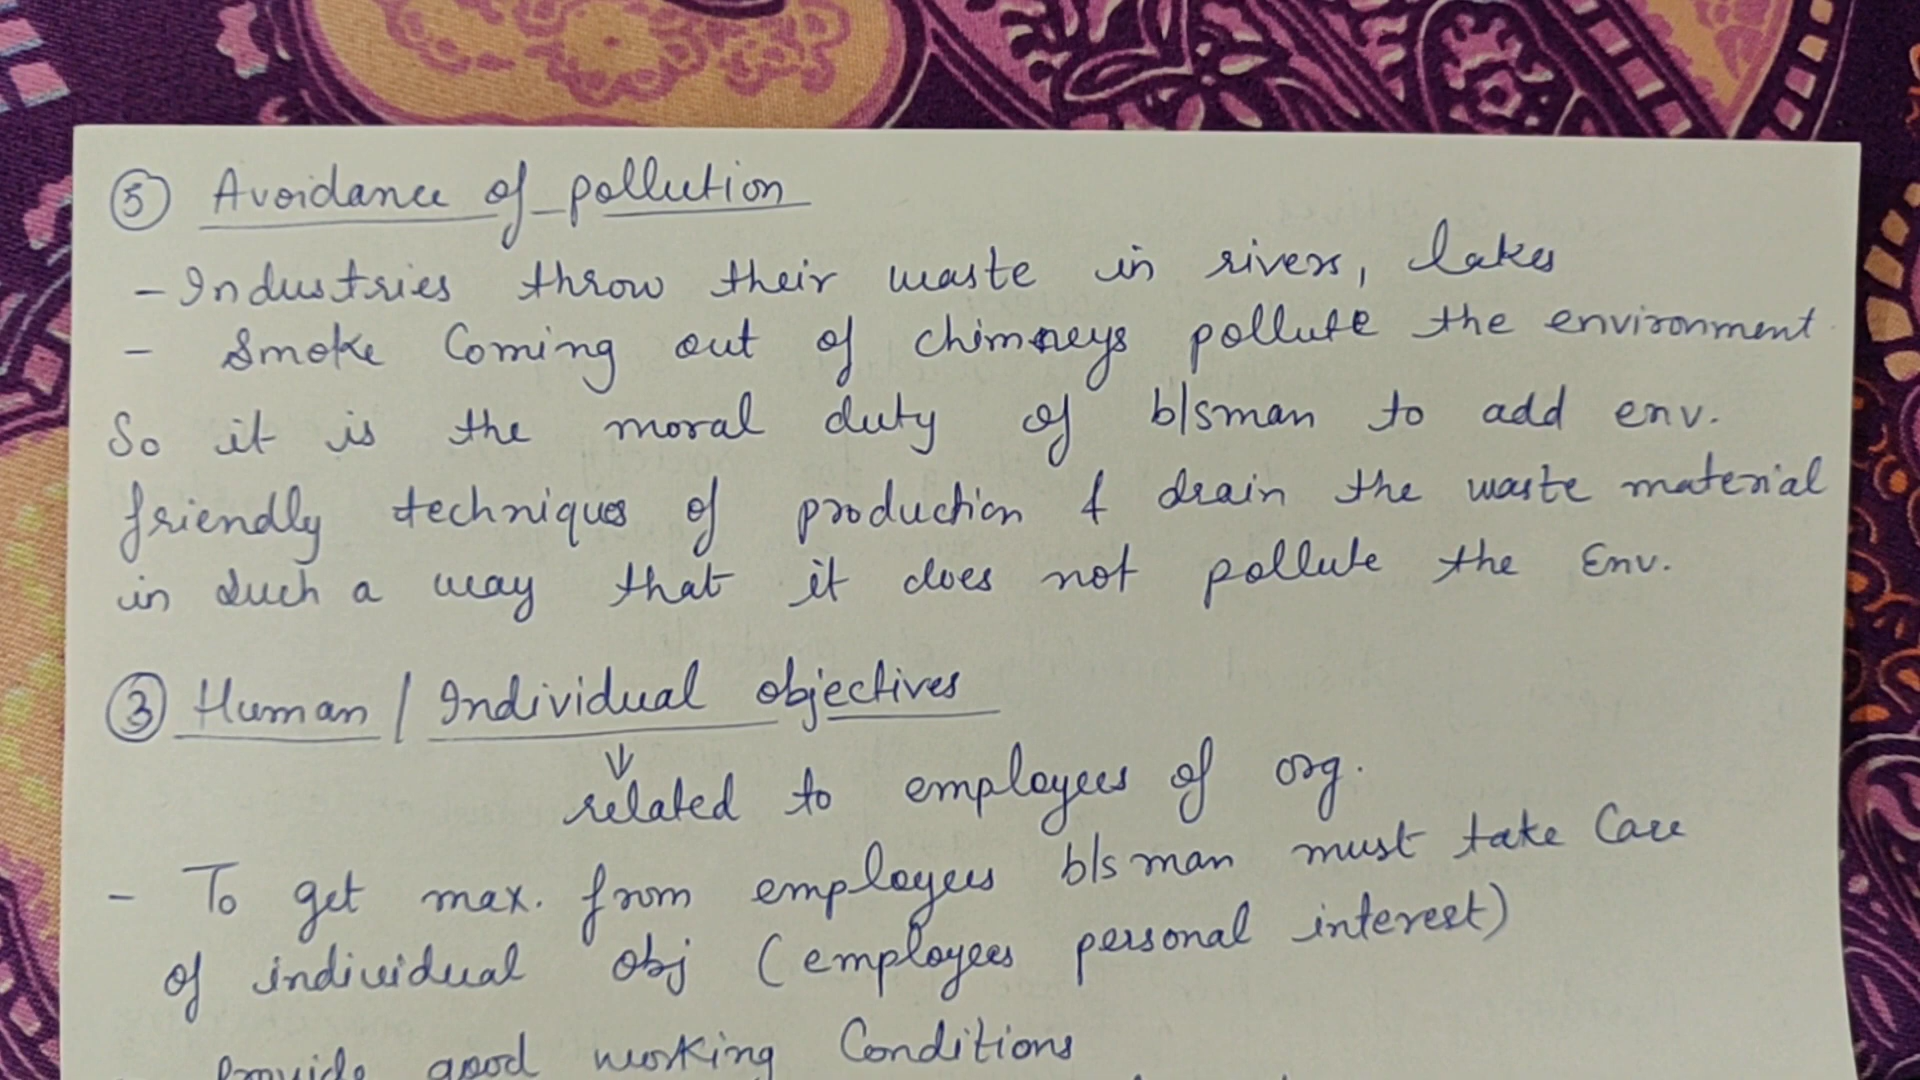 ⑤ Avoidance of pollution
- Industries throw their waste in rivers, lakes
- Smoke Coming out of chimneys pollute the environment
So it is the moral duty of b/sman to add env.
friendly techniques of production & drain the waste material
in such a way that it does not pollute the Env.
③ Human / Individual objectives
↓
related to employees of org.
- To get max. from employees b/sman must take Care
of individual obj (employees personal interest)
Provide good working Conditions